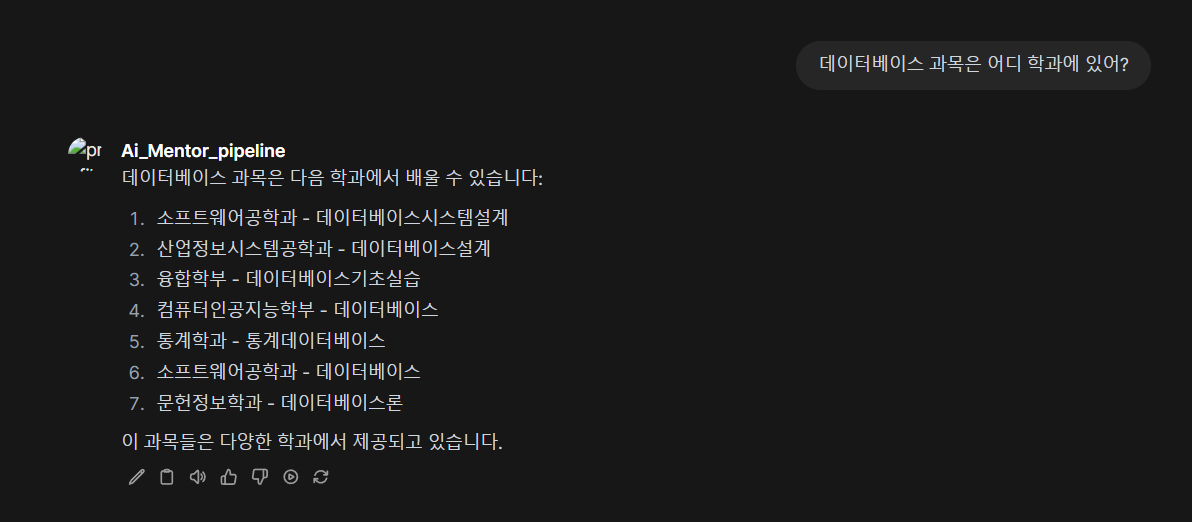 데이터베이스 과목은 어디 학과에 있어?
Ai_Mentor_pipeline
데이터베이스 과목은 다음 학과에서 배울 수 있습니다:
1. 소프트웨어공학과 - 데이터베이스시스템설계
2. 산업정보시스템공학과 - 데이터베이스설계
3. 융합학부 - 데이터베이스기초실습
4. 컴퓨터인공지능학부 - 데이터베이스
5. 통계학과 - 통계데이터베이스
6. 소프트웨어공학과 - 데이터베이스
7. 문헌정보학과 - 데이터베이스론
이 과목들은 다양한 학과에서 제공되고 있습니다.